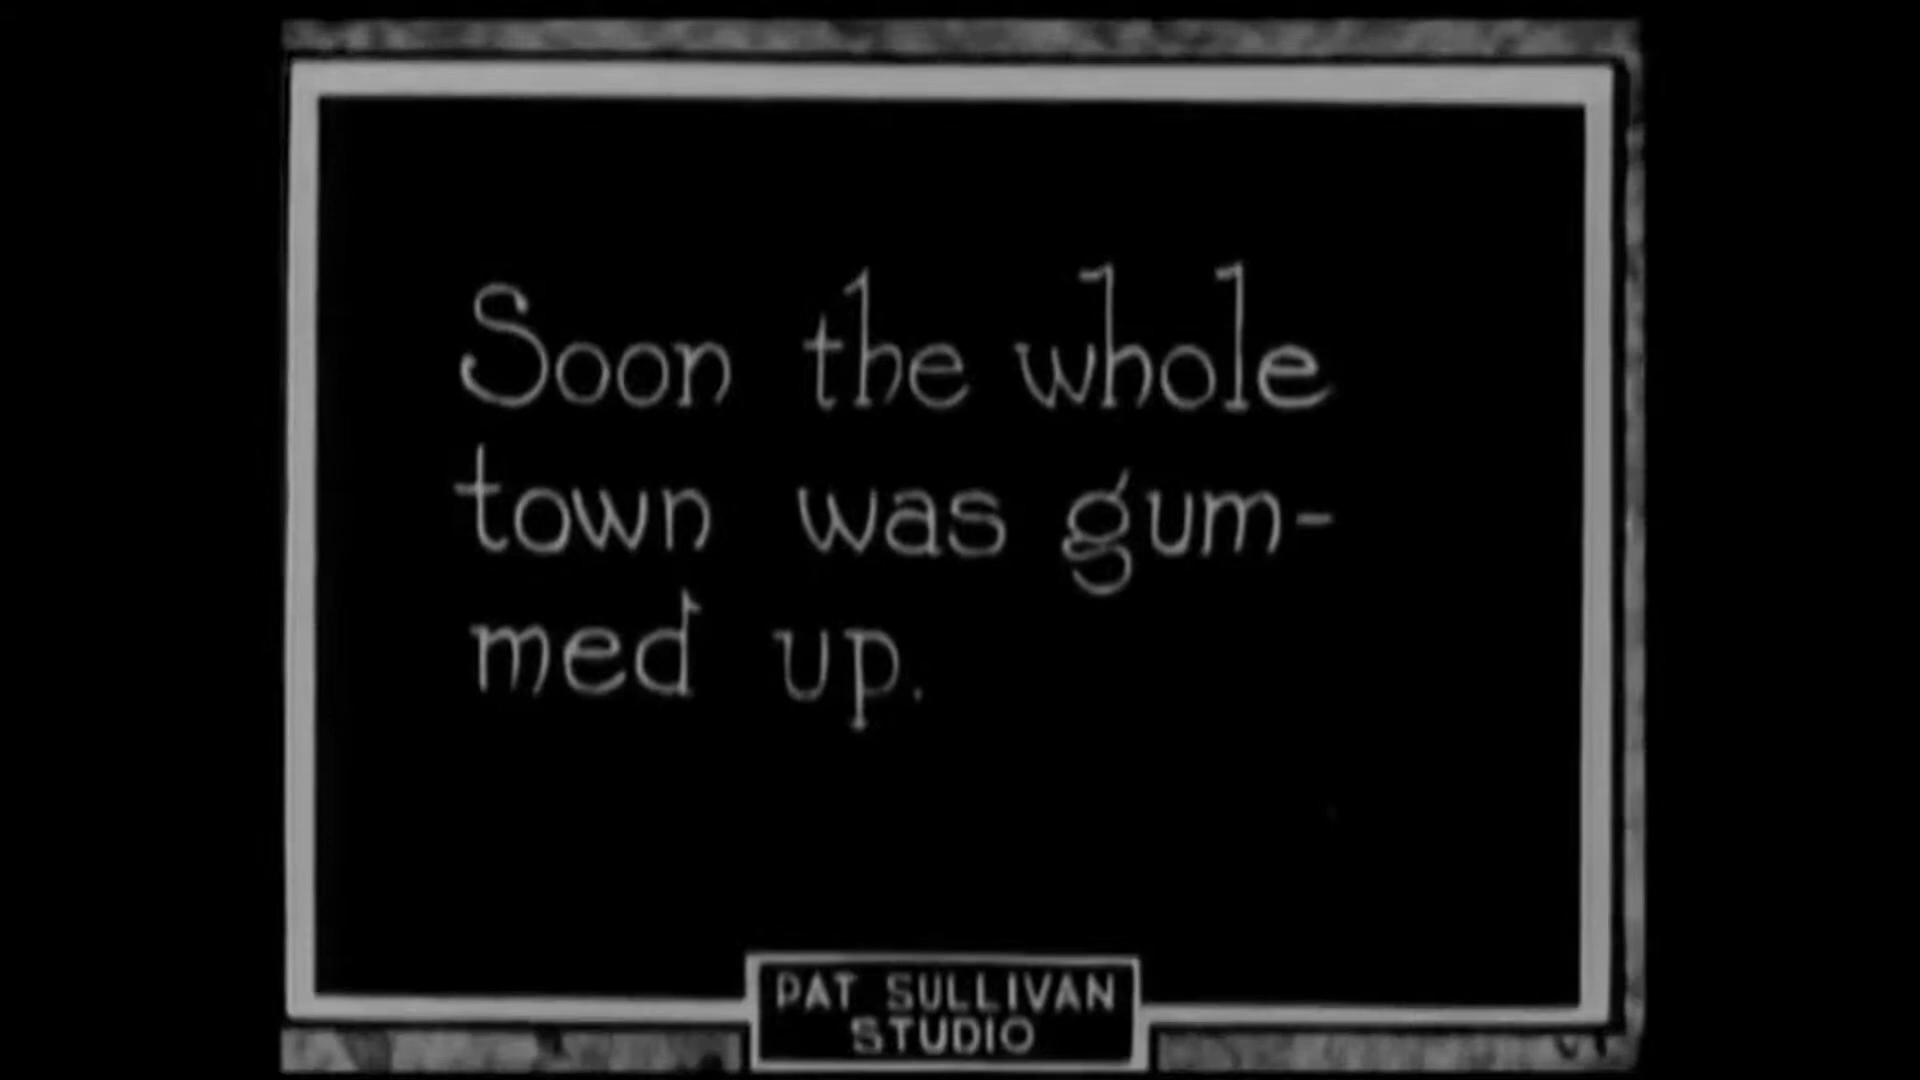 Soon the whole
town was gum-
med up.
PAT SULLIVAN
STUDIO